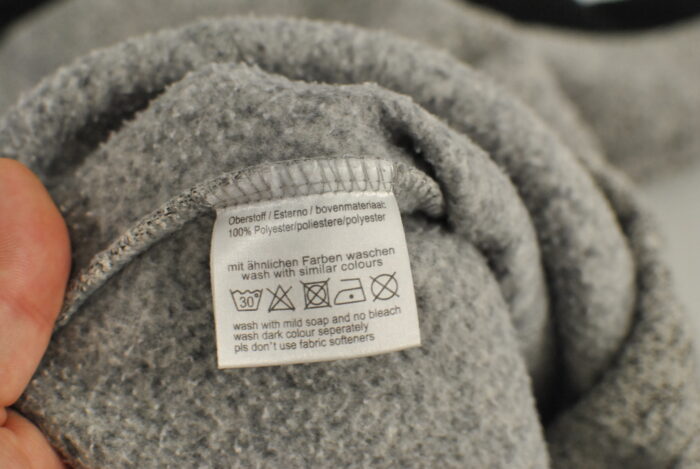 Oberstoff / Esterno / bovenmateriaal:
100% Polyester/poliestere/polyester
mit ähnlichen Farben waschen
wash with similar colours
30°
wash with mild soap and no bleach
wash dark colour seperately
pls don't use fabric softeners